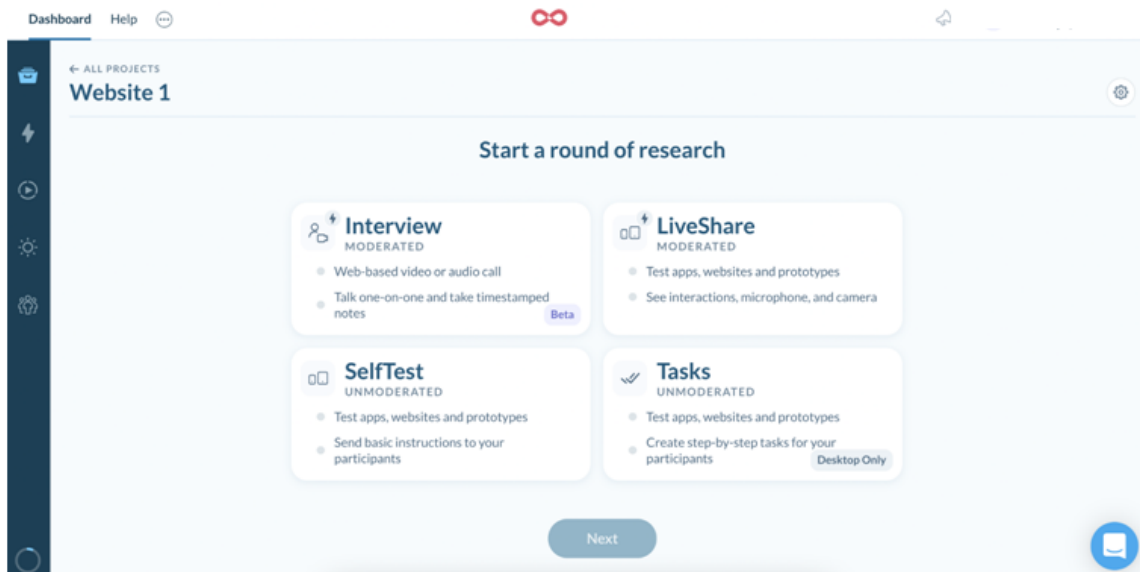 Dashboard Help
← ALL PROJECTS
Website 1
Start a round of research
Interview
MODERATED
Web-based video or audio call
Talk one-on-one and take timestamped
notes
Beta
LiveShare
MODERATED
Test apps, websites and prototypes
See interactions, microphone, and camera
SelfTest
UNMODERATED
Test apps, websites and prototypes
Send basic instructions to your
participants
Tasks
UNMODERATED
Test apps, websites and prototypes
Create step-by-step tasks for your
participants
Desktop Only
Next